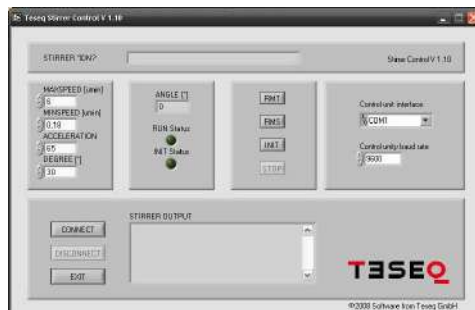 Teseq Stirrer Control V 1.10
STIRRER *IDN?
Stirrer Control V 1.10
MAXSPEED [u/min]
6
MINSPEED [u/min]
0,18
ACCELERATION
65
DEGREE [°]
30
ANGLE [°]
0
RUN Status
INIT Status
RMT
RMS
INIT
STOP
Control unit interface
COM1
Control unity baud rate
9600
CONNECT
DISCONNECT
EXIT
STIRRER OUTPUT
TESEQ
©2008 Software from Teseq GmbH